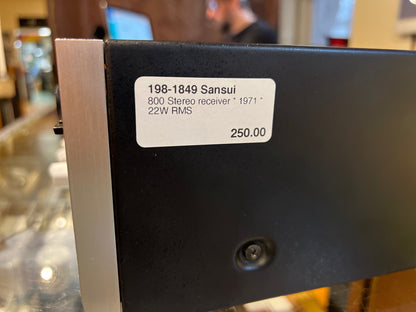 198-1849 Sansui
800 Stereo receiver * 1971 *
22W RMS
250.00